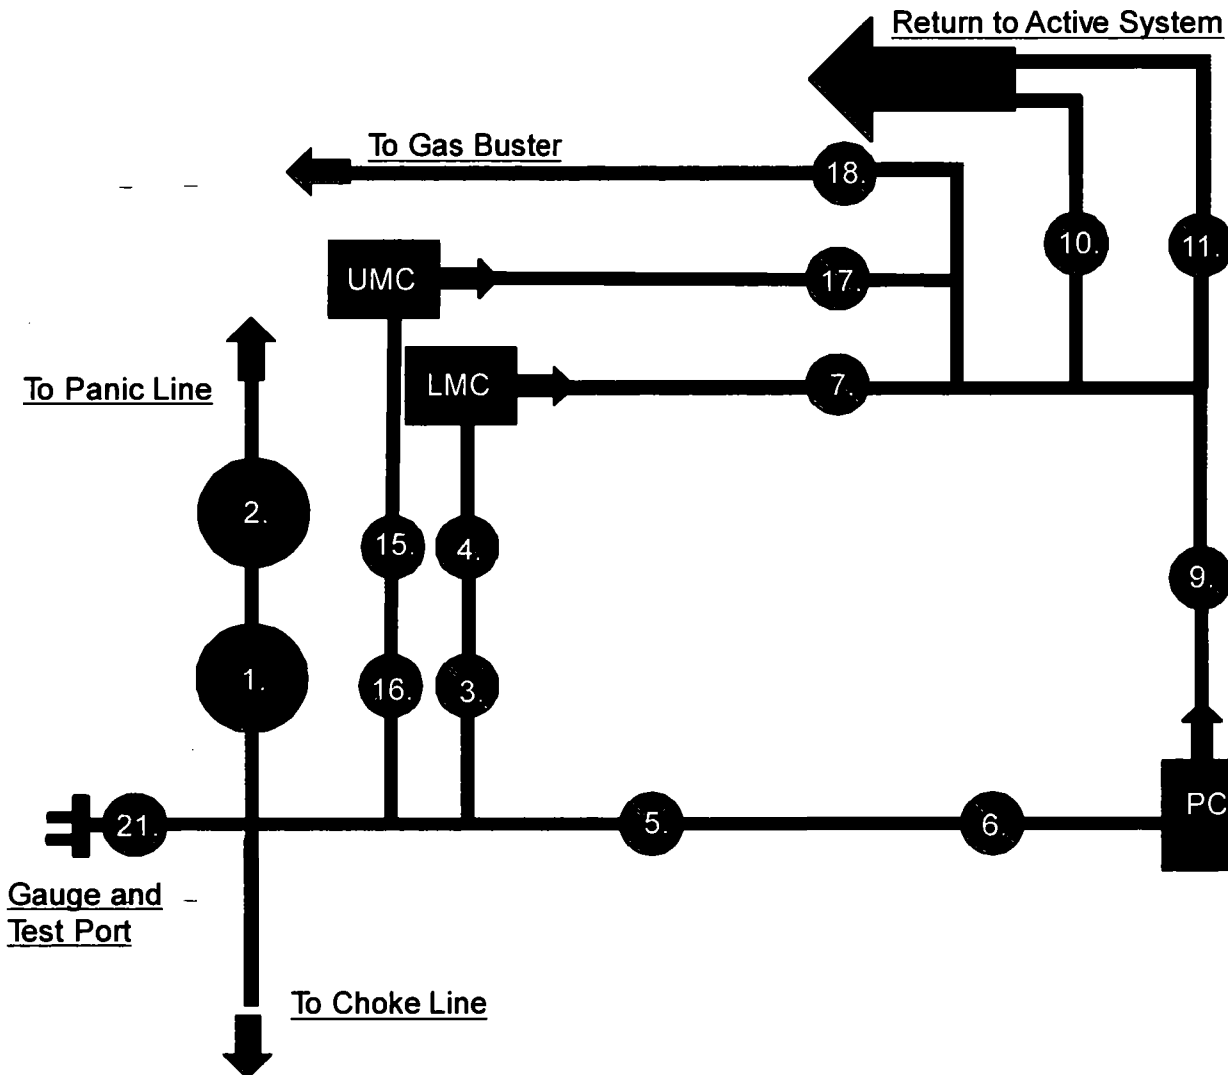 Return to Active System
To Gas Buster
18.
10.
11.
UMC
17.
To Panic Line
LMC
7.
2.
15.
4.
9.
1.
16.
3.
PC
21.
5.
6.
Gauge and
Test Port
To Choke Line